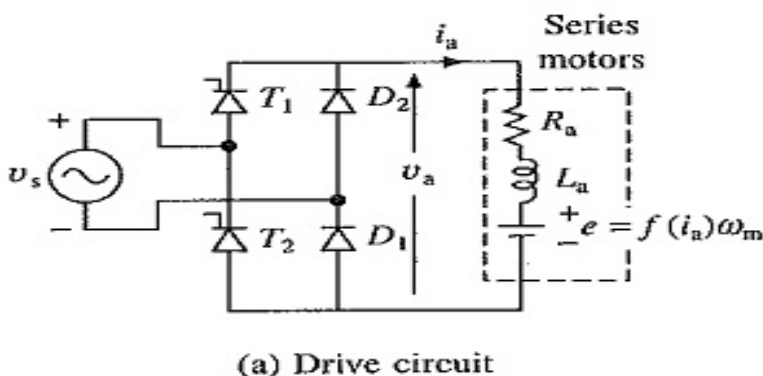 Series
motors
i_a
+
T_1
D_2
R_a
v_s
v_a
L_a
+
e = f(i_a)ω_m
−
−
T_2
D_1
(a) Drive circuit